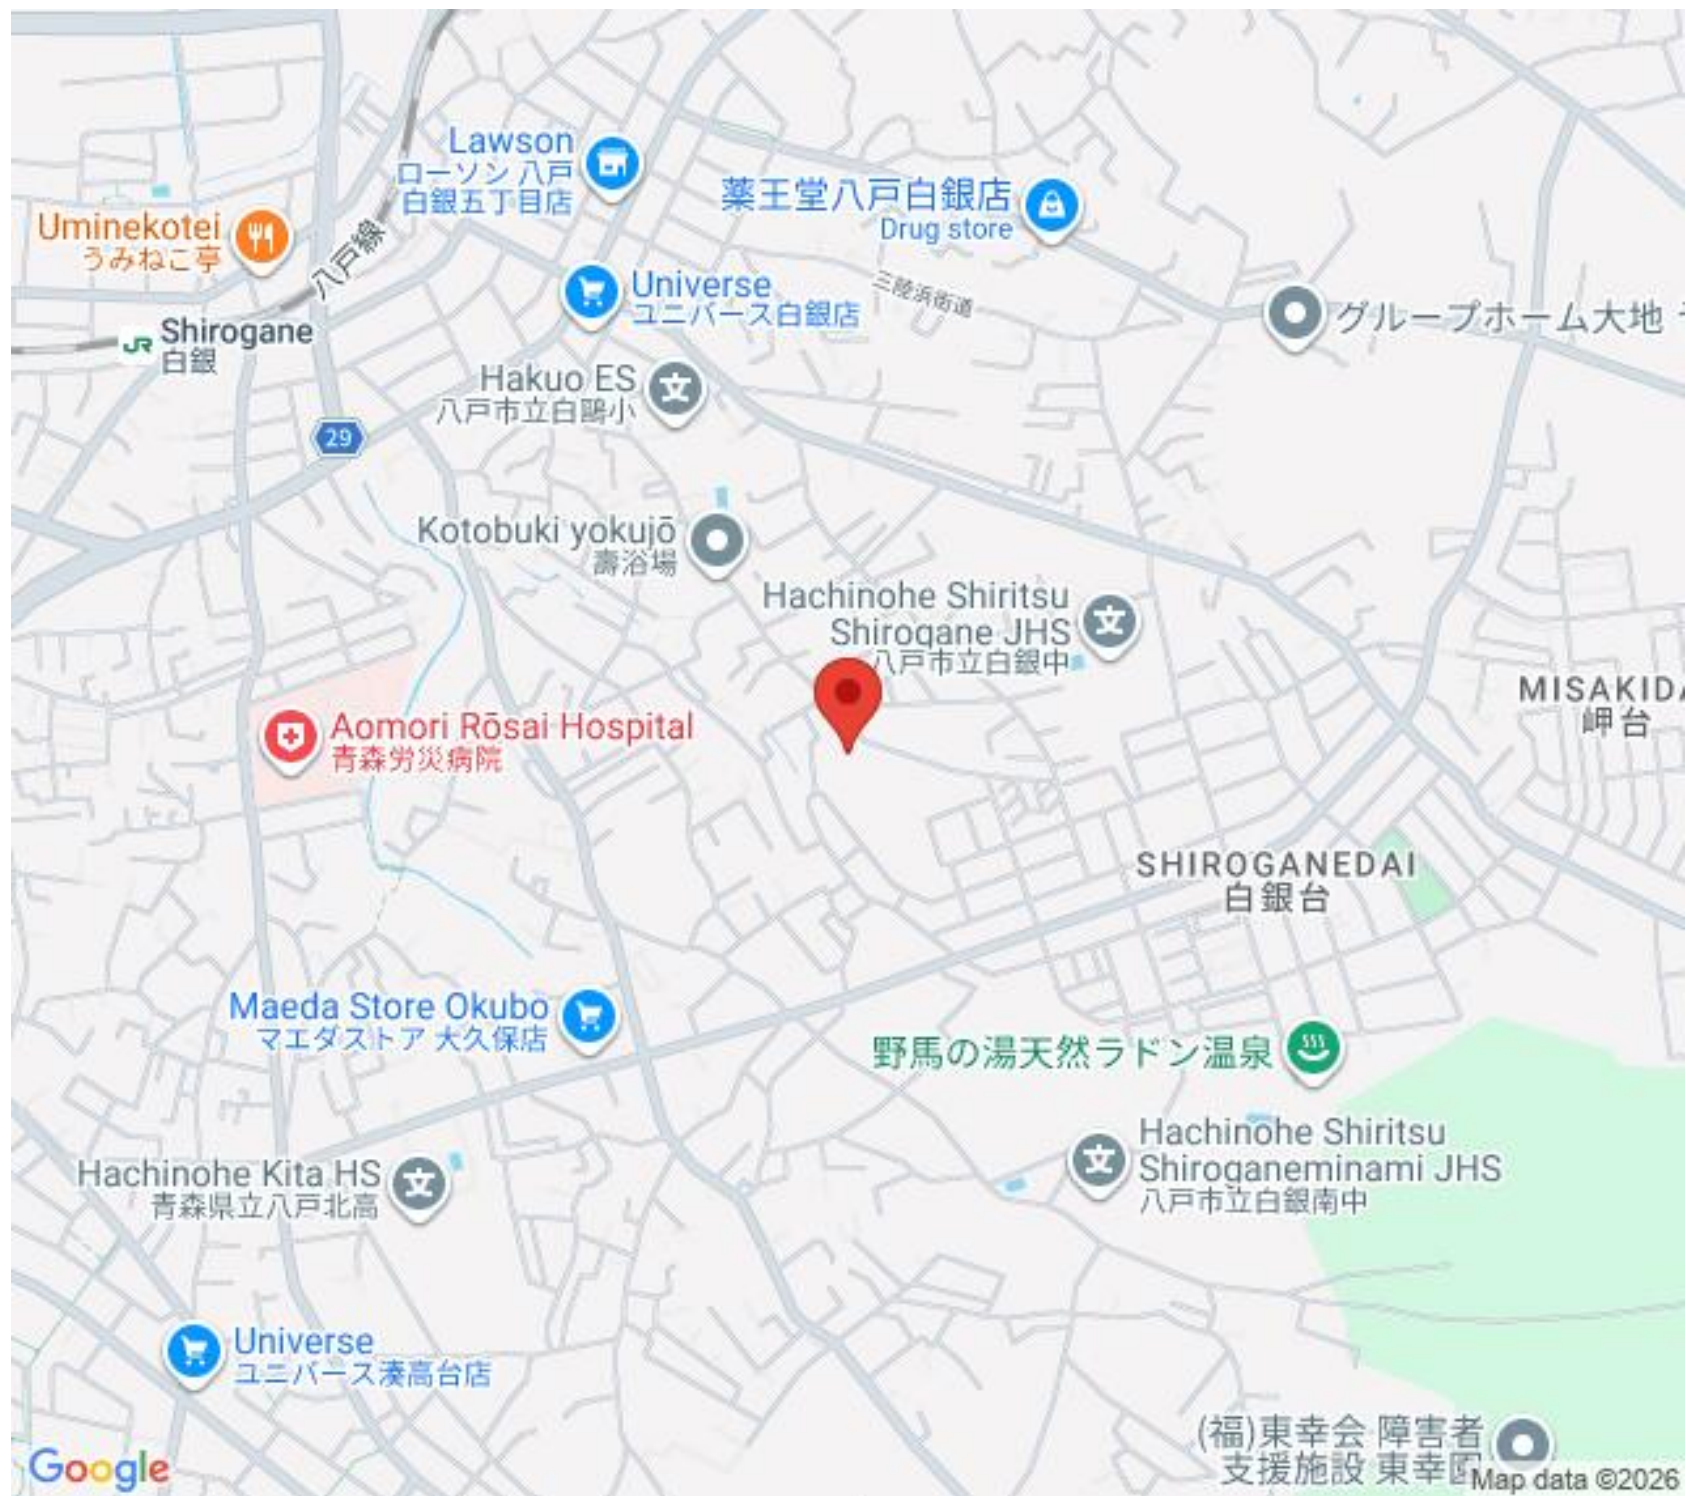 Lawson
ローソン 八戸
白銀五丁目店
薬王堂八戸白銀店
Drug store
Uminekotei
うみねこ亭
八戸線
Universe
ユニバース白銀店
三陸浜街道
グループホーム大地
JR Shirogane
白銀
Hakuo ES
八戸市立白鷗小
29
Kotobuki yokujō
壽浴場
Hachinohe Shiritsu
Shirogane JHS
八戸市立白銀中
MISAKIDA
岬台
Aomori Rōsai Hospital
青森労災病院
SHIROGANEDAI
白銀台
Maeda Store Okubo
マエダストア 大久保店
野馬の湯天然ラドン温泉
Hachinohe Shiritsu
Shiroganeminami JHS
八戸市立白銀南中
Hachinohe Kita HS
青森県立八戸北高
Universe
ユニバース湊高台店
(福)東幸会 障害者
支援施設 東幸園
Google
Map data ©2026